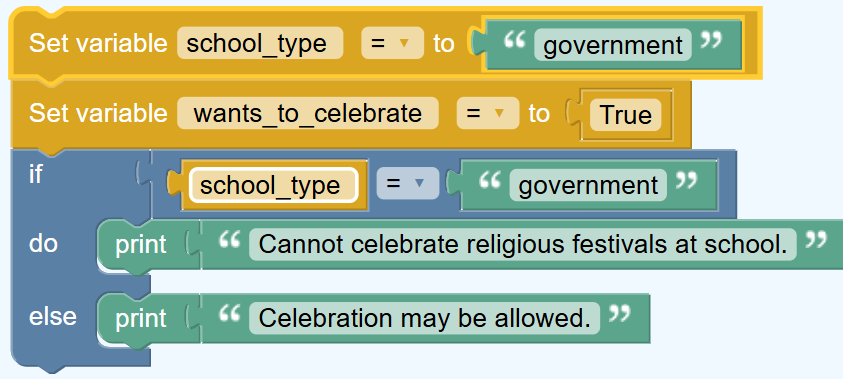 Set variable school_type = ▾ to “ government ”
Set variable wants_to_celebrate = ▾ to True
if school_type = ▾ “ government ”
do print “ Cannot celebrate religious festivals at school. ”
else print “ Celebration may be allowed. ”